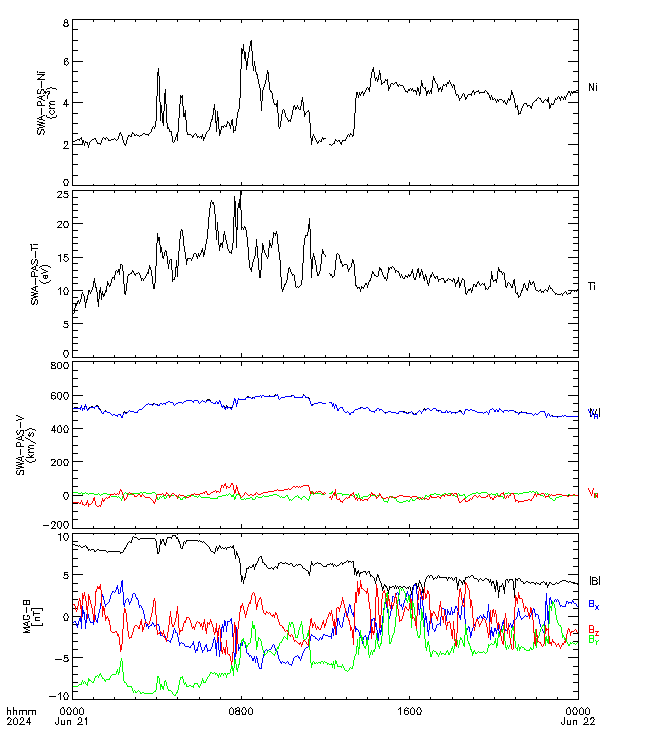 8
6
4
2
0
SWA-PAS-Ni
(cm⁻³)
Ni
25
20
15
10
5
0
SWA-PAS-Ti
(eV)
Ti
800
600
400
200
0
-200
SWA-PAS-V
(km/s)
V_N
10
5
0
-5
-10
MAG-B
[nT]
|B|
B_X
B_Z
B_Y
hhmm
2024
0000
Jun 21
0800
1600
0000
Jun 22